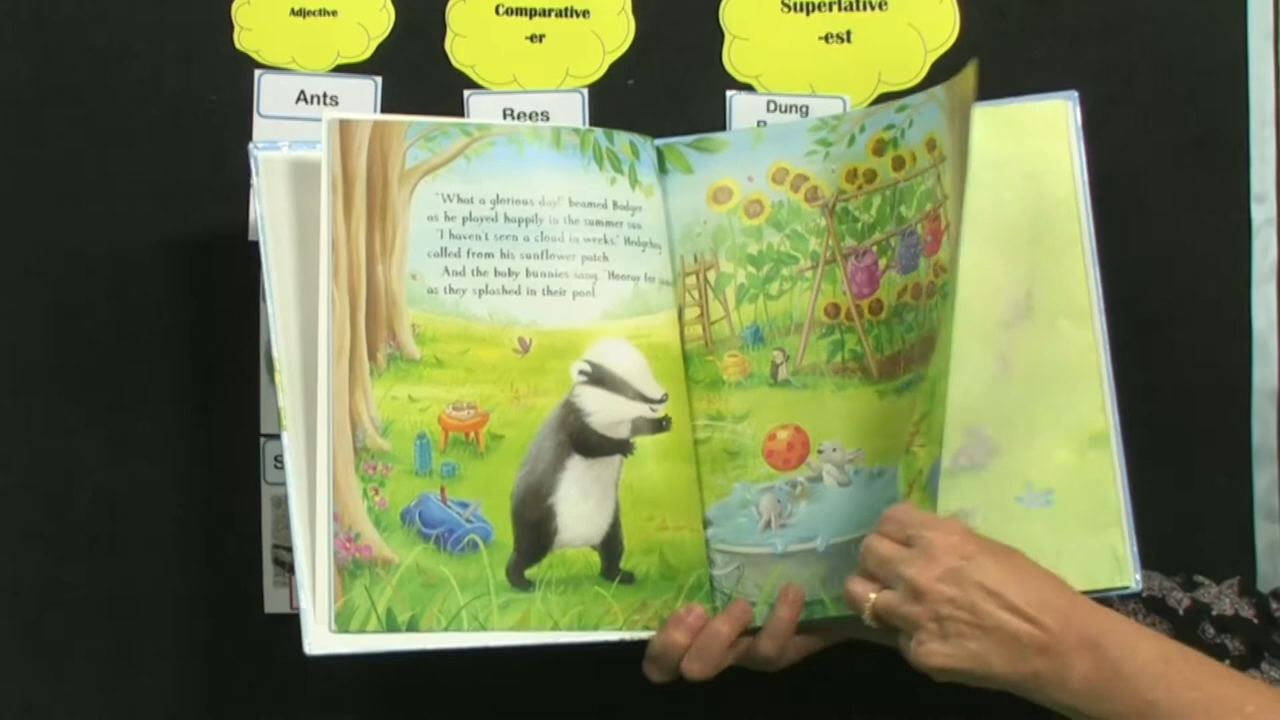 Adjective
Comparative
-er
Superlative
-est
Ants
Bees
Dung
"What a glorious day!" beamed Badger
as he played happily in the summer sun.
"I haven't seen a cloud in weeks," Hedgehog
called from his sunflower patch.
And the baby bunnies sang, "Hooray for
as they splashed in their pool.
S